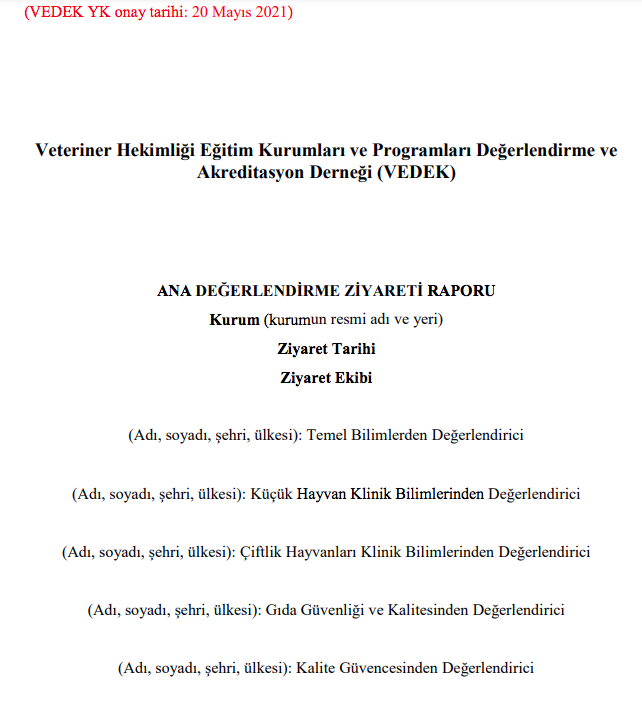 (VEDEK YK onay tarihi: 20 Mayıs 2021)
Veteriner Hekimliği Eğitim Kurumları ve Programları Değerlendirme ve
Akreditasyon Derneği (VEDEK)
ANA DEĞERLENDİRME ZİYARETİ RAPORU
Kurum (kurumun resmi adı ve yeri)
Ziyaret Tarihi
Ziyaret Ekibi
(Adı, soyadı, şehri, ülkesi): Temel Bilimlerden Değerlendirici
(Adı, soyadı, şehri, ülkesi): Küçük Hayvan Klinik Bilimlerinden Değerlendirici
(Adı, soyadı, şehri, ülkesi): Çiftlik Hayvanları Klinik Bilimlerinden Değerlendirici
(Adı, soyadı, şehri, ülkesi): Gıda Güvenliği ve Kalitesinden Değerlendirici
(Adı, soyadı, şehri, ülkesi): Kalite Güvencesinden Değerlendirici